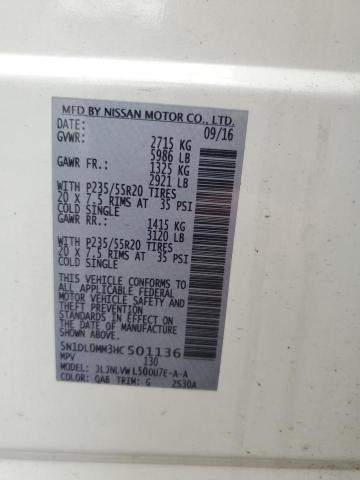 MFD BY NISSAN MOTOR CO., LTD.
DATE: 09/16
GVWR: 2715 KG
5986 LB
GAWR FR.: 1325 KG
2921 LB
WITH P235/55R20 TIRES
20 X 7.5 RIMS AT 35 PSI
COLD SINGLE
GAWR RR.: 1415 KG
3120 LB
WITH P235/55R20 TIRES
20 X 7.5 RIMS AT 35 PSI
COLD SINGLE
THIS VEHICLE CONFORMS TO
ALL APPLICABLE FEDERAL
MOTOR VEHICLE SAFETY
STANDARDS IN EFFECT ON
THE DATE OF MANUFACTURE
SHOWN ABOVE.
5N1DL0MM3HC501136
MPV 130
MODEL: JLJNLVWL50OU7E-A-A
COLOR: QAB TRIM: G 2S30A